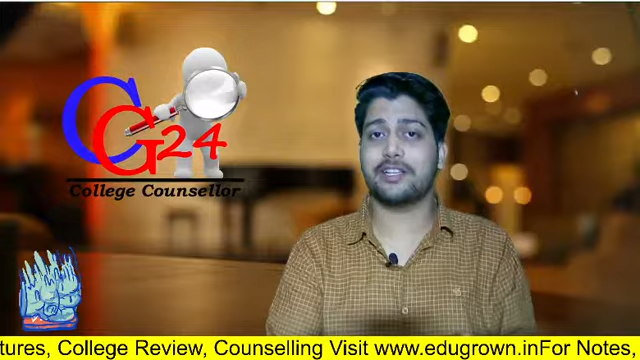 CG24
College Counsellor
tures, College Review, Counselling Visit www.edugrown.inFor Notes,